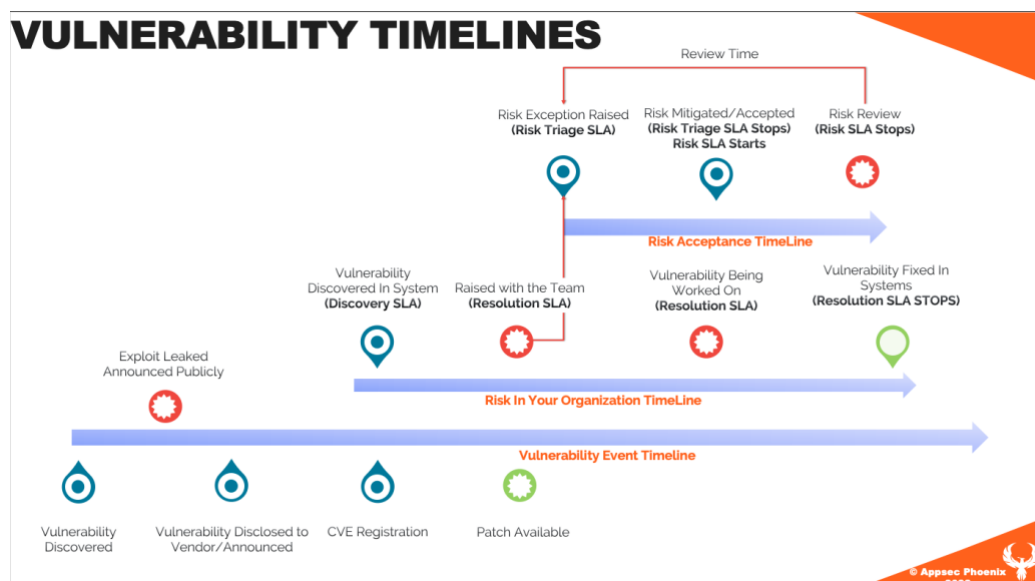 VULNERABILITY TIMELINES
Review Time
Risk Exception Raised
(Risk Triage SLA)
Risk Mitigated/Accepted
(Risk Triage SLA Stops)
Risk SLA Starts
Risk Review
(Risk SLA Stops)
Risk Acceptance TimeLine
Vulnerability
Discovered In System
(Discovery SLA)
Raised with the Team
(Resolution SLA)
Vulnerability Being
Worked On
(Resolution SLA)
Vulnerability Fixed In
Systems
(Resolution SLA STOPS)
Exploit Leaked
Announced Publicly
Risk In Your Organization TimeLine
Vulnerability Event Timeline
Vulnerability
Discovered
Vulnerability Disclosed to
Vendor/Announced
CVE Registration
Patch Available
© Appsec Phoenix